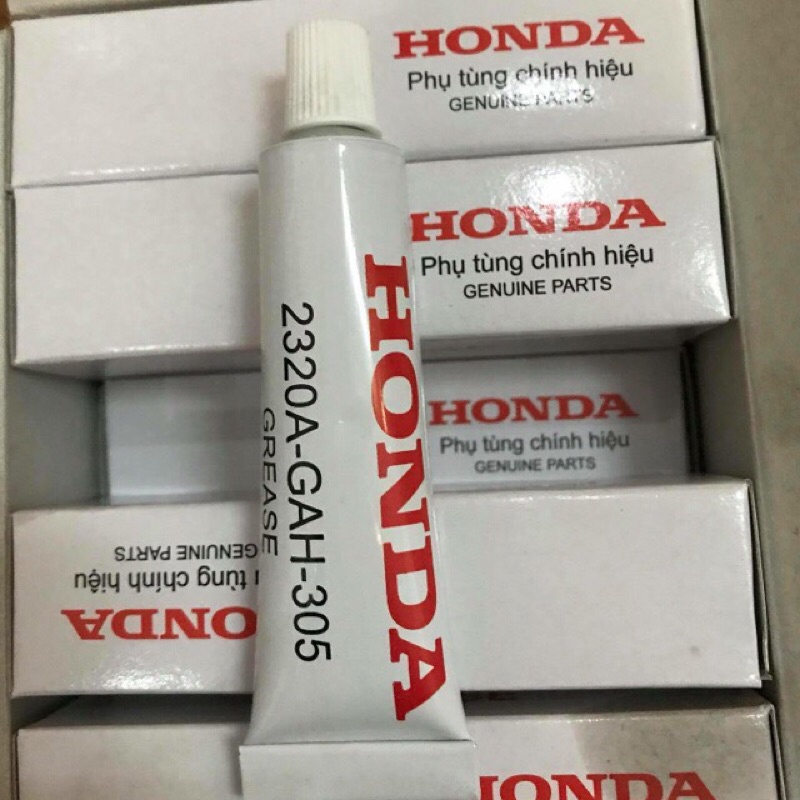 HONDA
Phụ tùng chính hiệu
GENUINE PARTS
HONDA
Phụ tùng chính hiệu
GENUINE PARTS
HONDA
2320A-GAH-305
GREASE
HONDA
Phụ tùng chính hiệu
GENUINE PARTS
GENUINE PARTS
tùng chính hiệu
HONDA